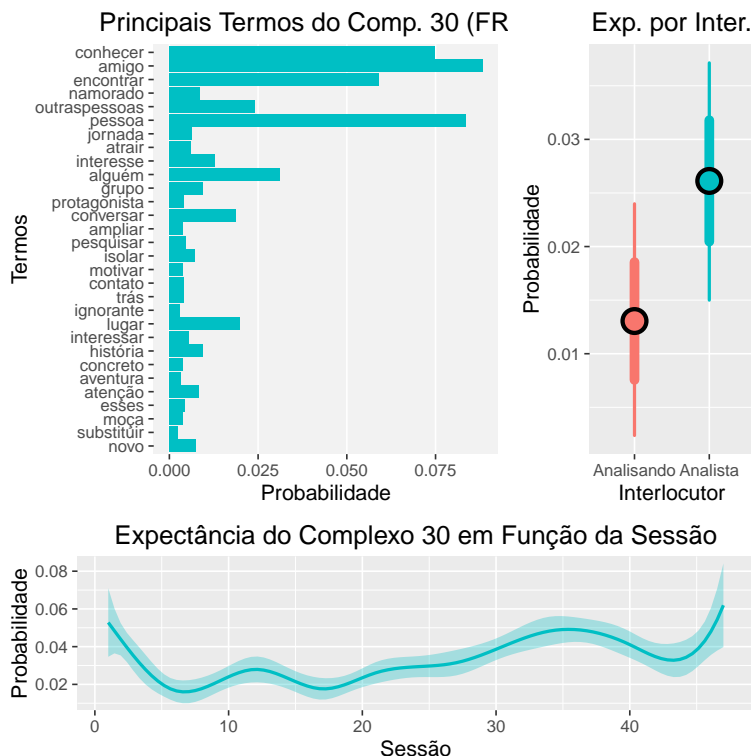 Principais Termos do Comp. 30 (FR
conhecer
amigo
encontrar
namorado
outraspessoas
pessoa
jornada
atrair
interesse
alguém
grupo
protagonista
conversar
ampliar
pesquisar
isolar
motivar
contato
trás
ignorante
lugar
interessar
história
concreto
aventura
atenção
esses
moça
substituir
novo
Termos
0.000 0.025 0.050 0.075
Probabilidade
Exp. por Inter.
Probabilidade
0.03
0.02
0.01
Analisando Analista
Interlocutor
Expectância do Complexo 30 em Função da Sessão
Probabilidade
0.08
0.06
0.04
0.02
0 10 20 30 40
Sessão